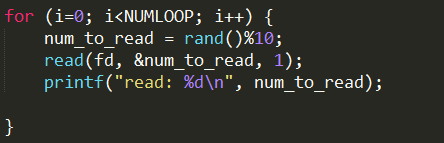 for (i=0; i<NUMLOOP; i++) {
    num_to_read = rand()%10;
    read(fd, &num_to_read, 1);
    printf("read: %d\n", num_to_read);

}